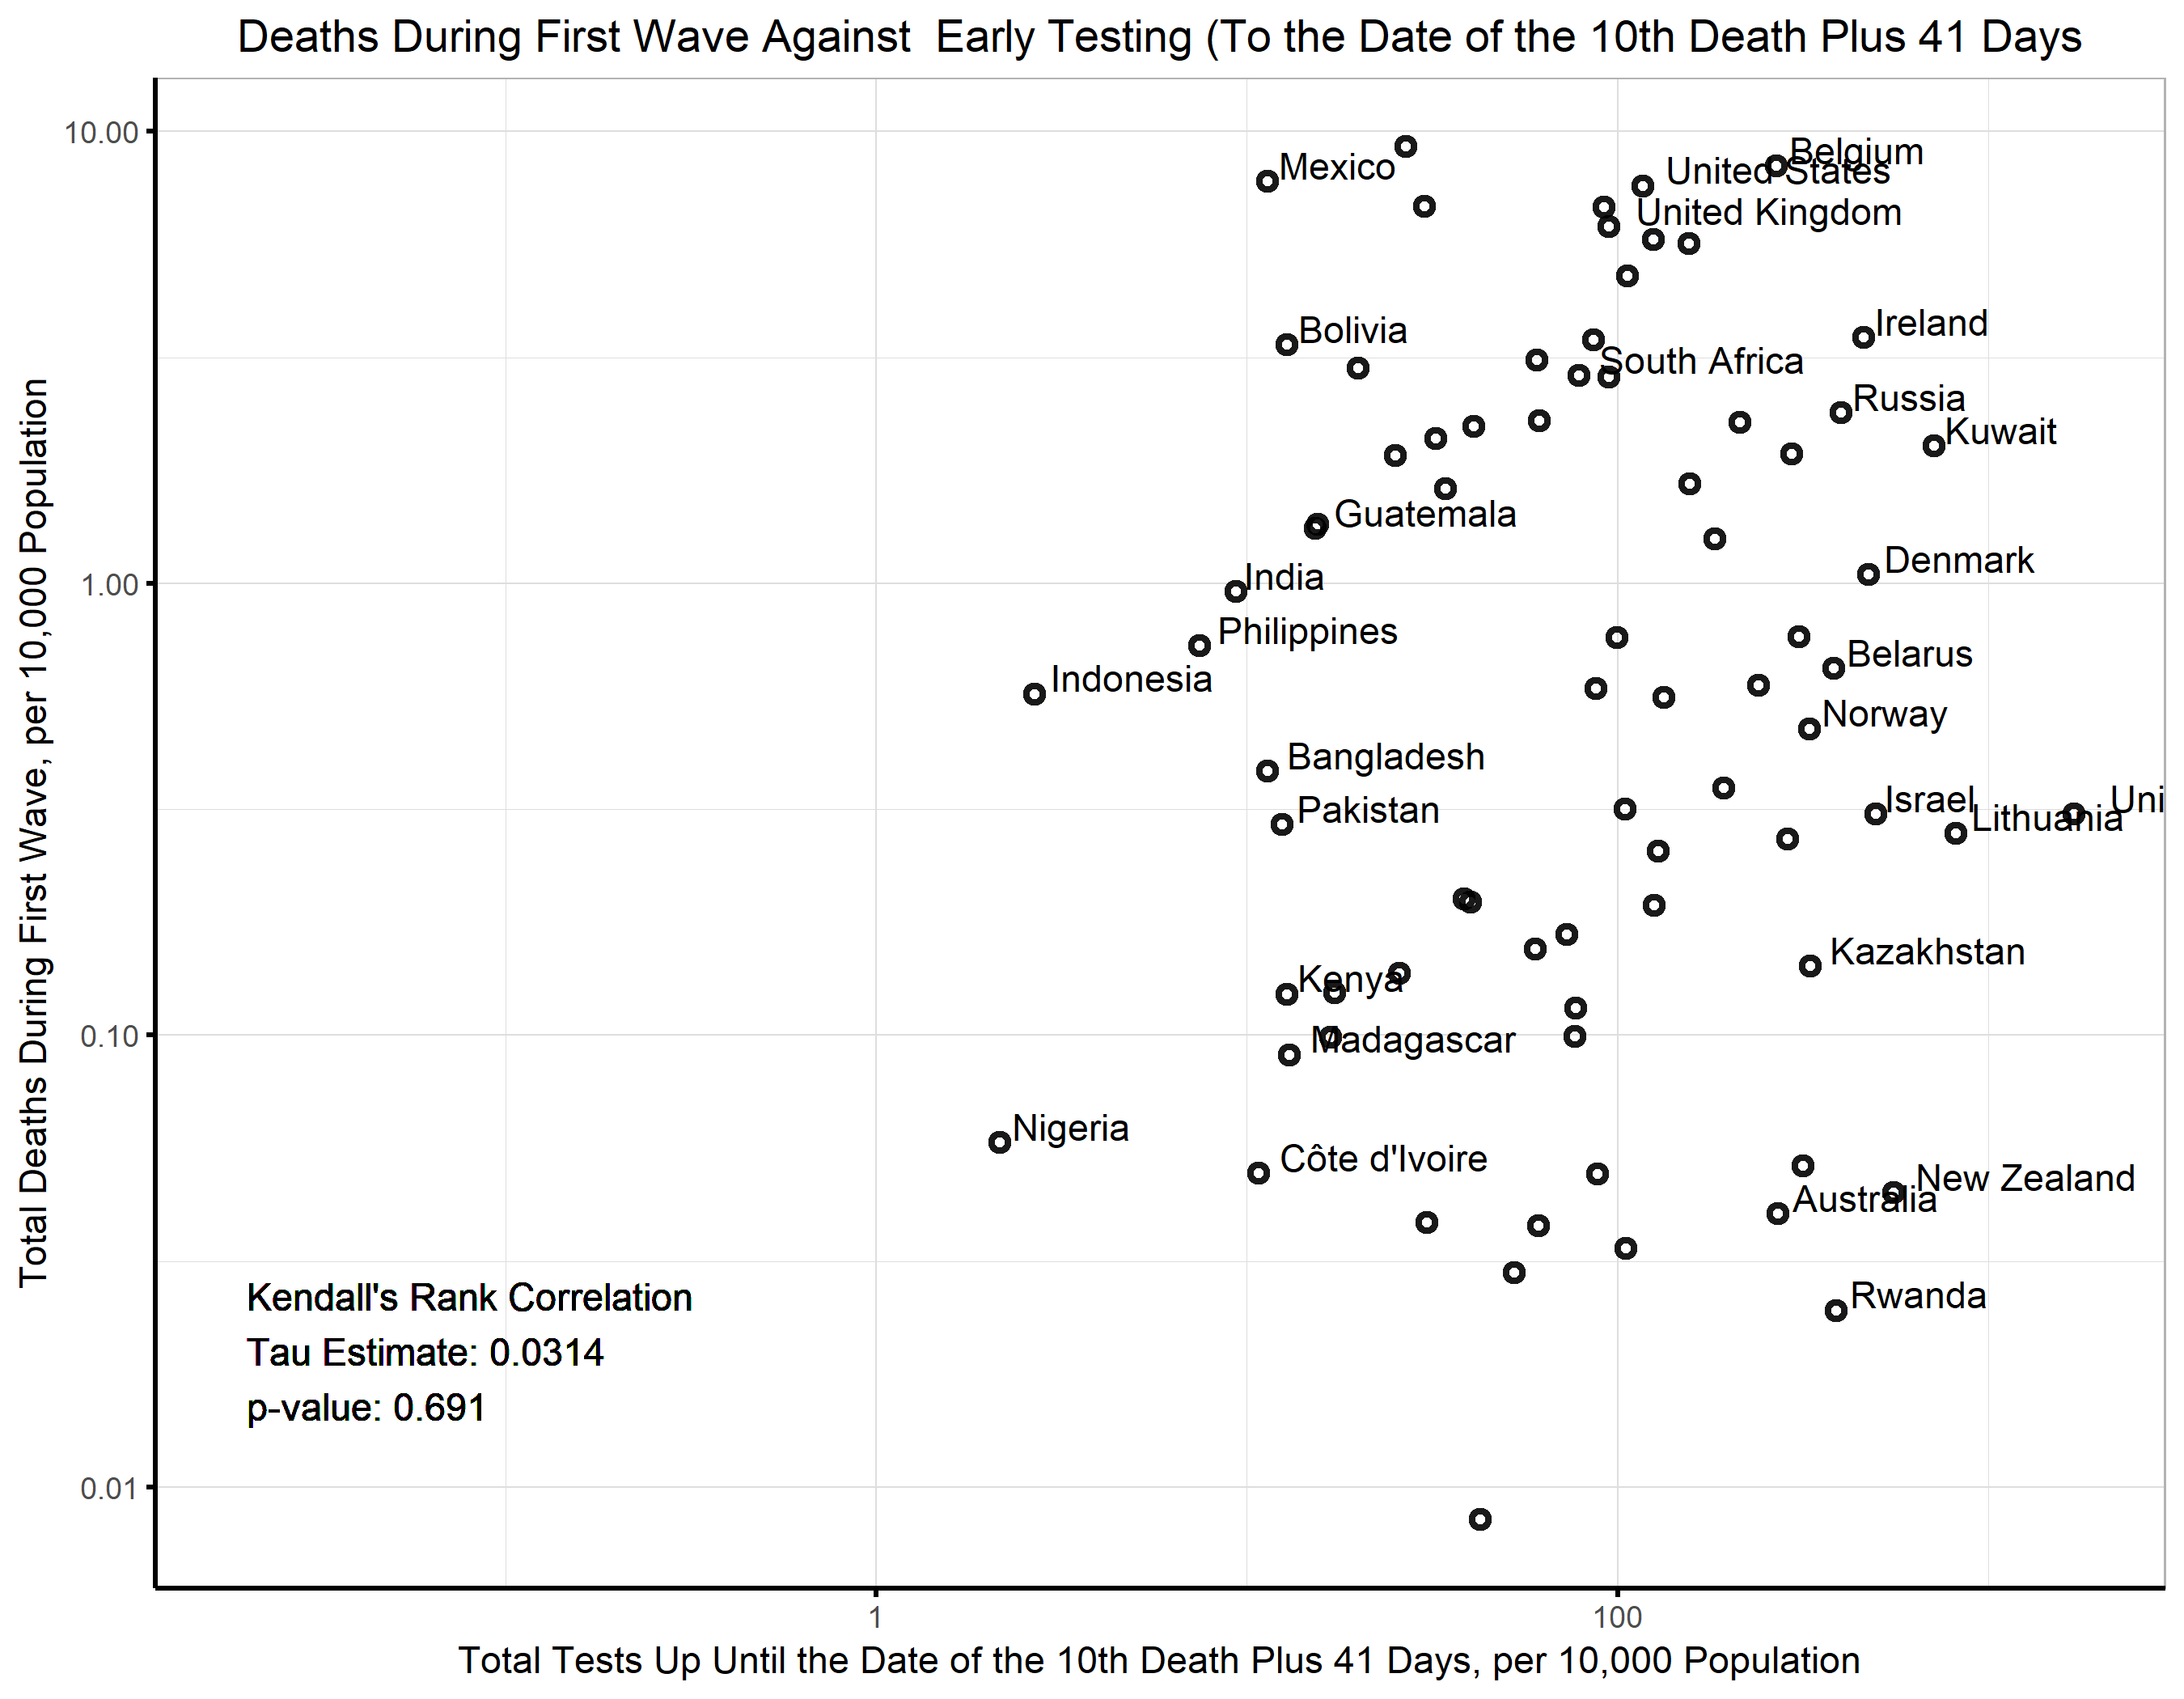 Deaths During First Wave Against  Early Testing (To the Date of the 10th Death Plus 41 Days
10.00
1.00
0.10
0.01
Total Deaths During First Wave, per 10,000 Population
Mexico
Belgium
United States
United Kingdom
Bolivia
Ireland
South Africa
Russia
Kuwait
Guatemala
India
Denmark
Philippines
Belarus
Indonesia
Norway
Bangladesh
Pakistan
Israel
Uni
Lithuania
Kazakhstan
Kenya
Madagascar
Nigeria
Côte d'Ivoire
New Zealand
Australia
Rwanda
Kendall's Rank Correlation
Tau Estimate: 0.0314
p-value: 0.691
1
100
Total Tests Up Until the Date of the 10th Death Plus 41 Days, per 10,000 Population